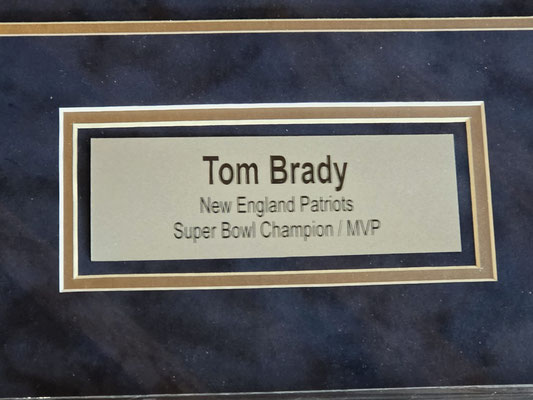 Tom Brady
New England Patriots
Super Bowl Champion / MVP